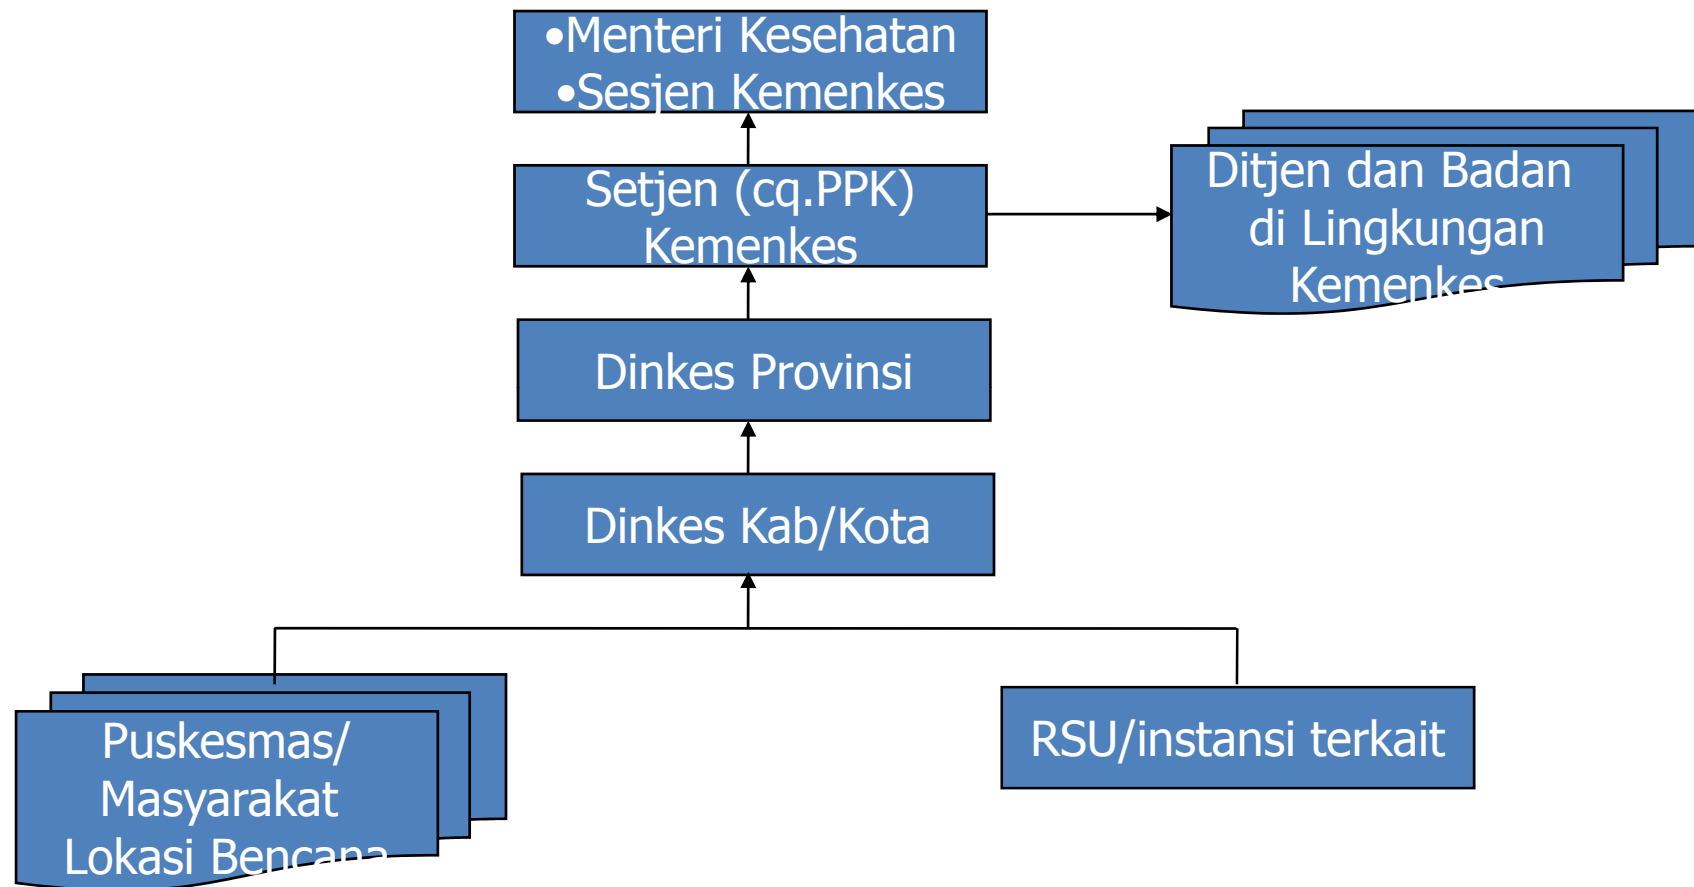 •Menteri Kesehatan
•Sesjen Kemenkes
Setjen (cq.PPK)
Kemenkes
Ditjen dan Badan
di Lingkungan
Kemenkes
Dinkes Provinsi
Dinkes Kab/Kota
Puskesmas/
Masyarakat
Lokasi Bencana
RSU/instansi terkait